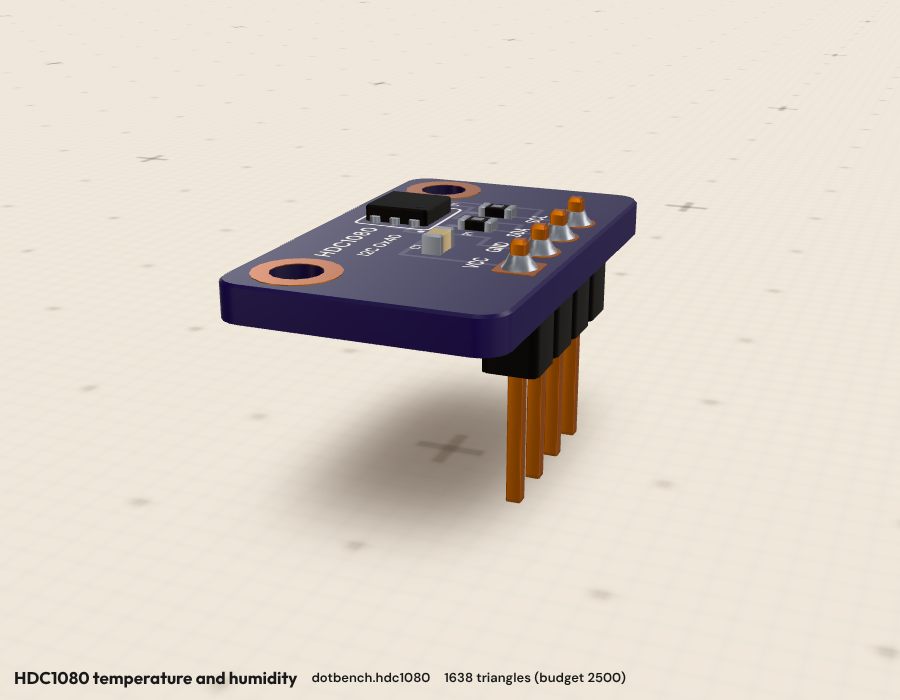 HDC1080
I2C 0x40
VCC GND SDA SCL
HDC1080 temperature and humidity dotbench.hdc1080 1638 triangles (budget 2500)